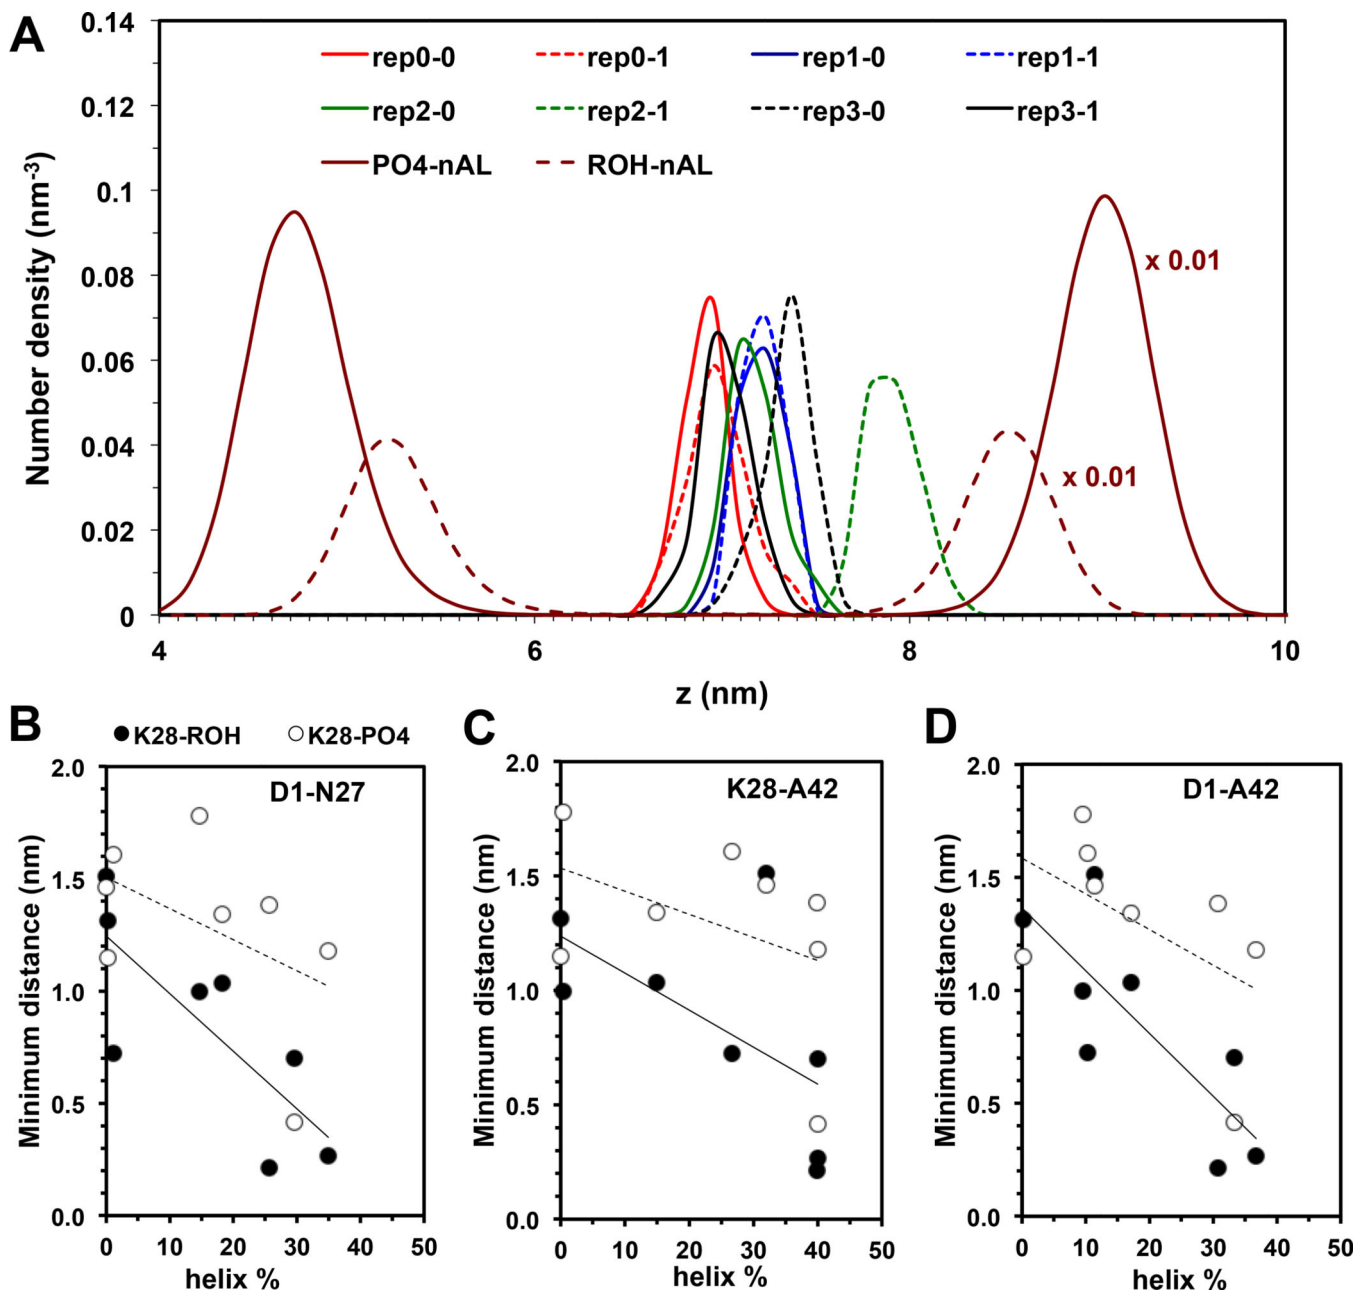 A
0.14
0.12
0.1
0.08
0.06
0.04
0.02
0
Number density (nm-3)
rep0-0 rep0-1 rep1-0 rep1-1
rep2-0 rep2-1 rep3-0 rep3-1
PO4-nAL ROH-nAL
x 0.01
x 0.01
4 6 8 10
z (nm)
B
K28-ROH K28-PO4
D1-N27
2.0
1.5
1.0
0.5
0.0
Minimum distance (nm)
0 10 20 30 40 50
helix %
C
K28-A42
2.0
1.5
1.0
0.5
0.0
Minimum distance (nm)
0 10 20 30 40 50
helix %
D
D1-A42
2.0
1.5
1.0
0.5
0.0
Minimum distance (nm)
0 10 20 30 40 50
helix %